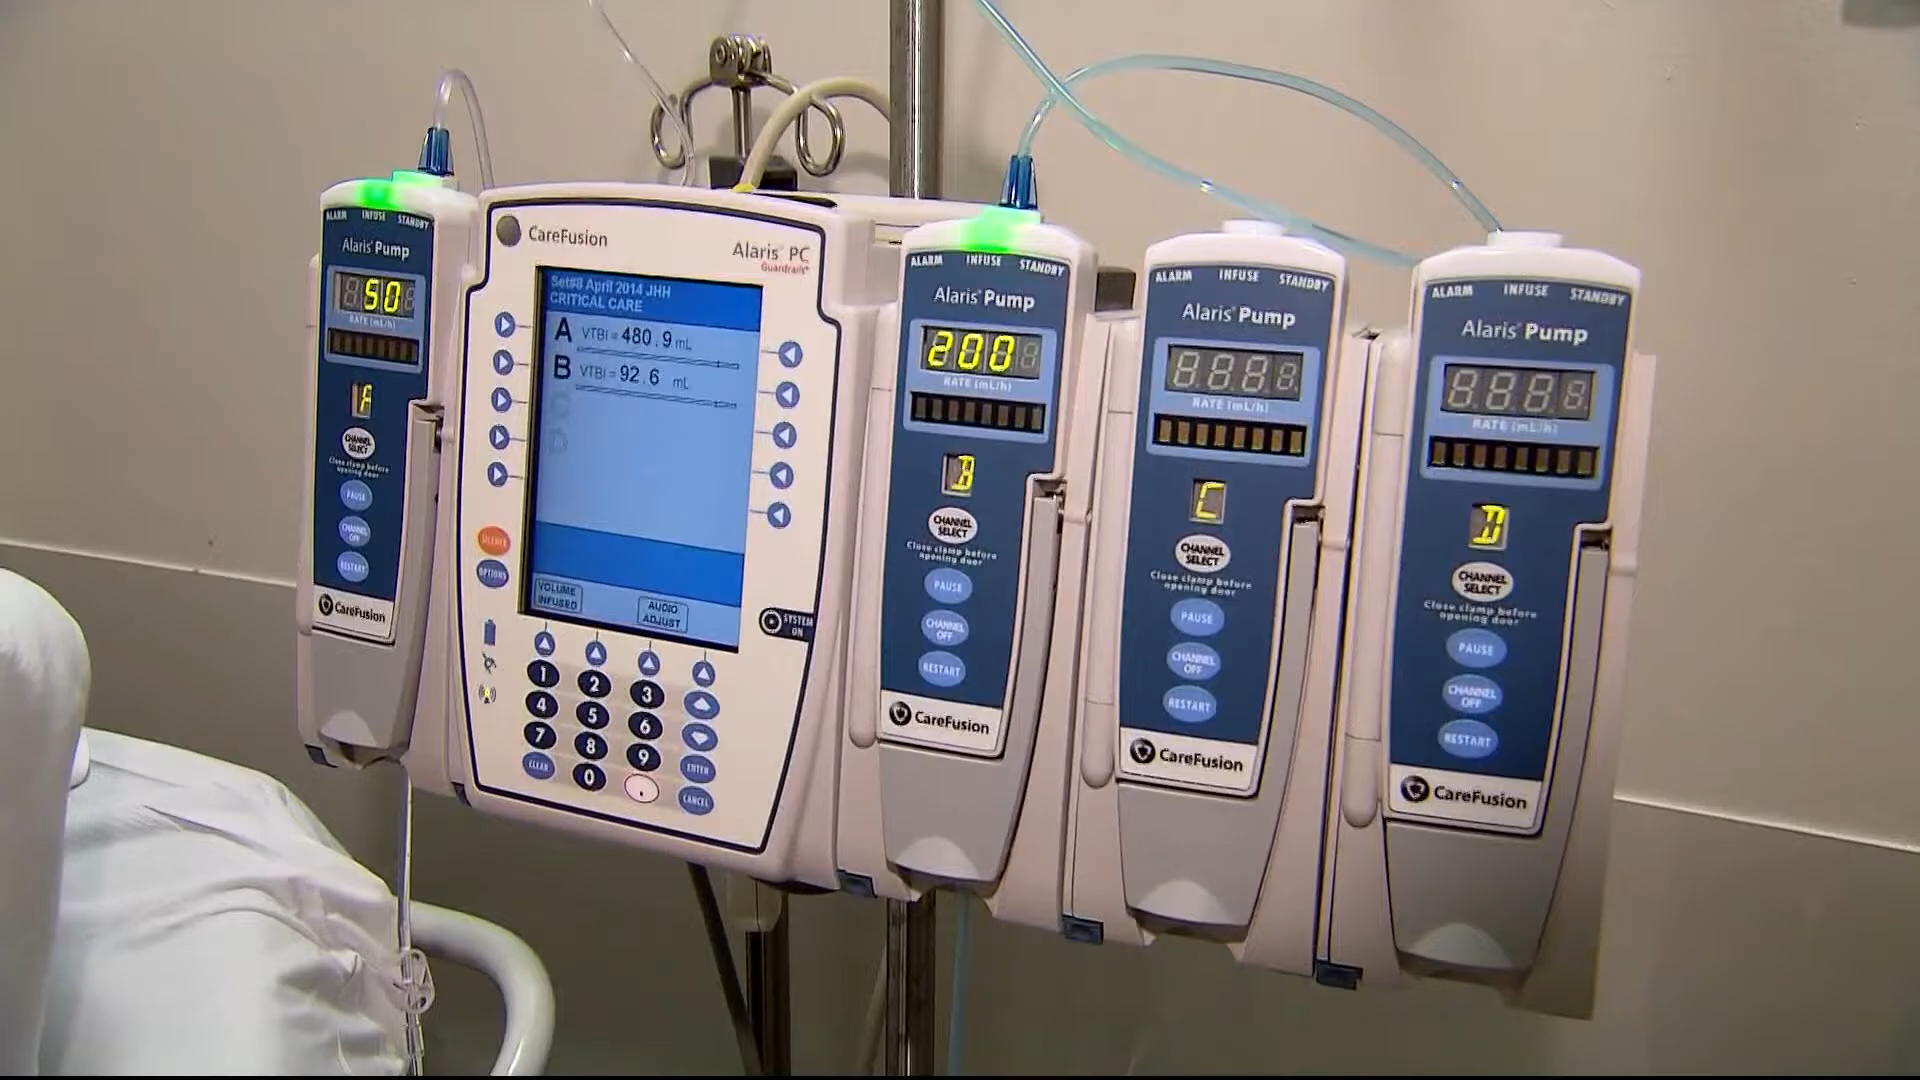 ALARM INFUSE STANDBY
Alaris® Pump
50
RATE (mL/h)
A
CHANNEL SELECT
Close clamp before
opening door
PAUSE
CHANNEL OFF
RESTART
CareFusion
CareFusion
Alaris® PC
Guardrails®
Set#8 April 2014 JHH
CRITICAL CARE
A VTBI = 480.9 mL
B VTBI = 92.6 mL
C
D
VOLUME
INFUSED
AUDIO
ADJUST
SILENCE
OPTIONS
SYSTEM
ON
1 2 3
4 5 6
7 8 9
CLEAR 0 .
ENTER
CANCEL
ALARM INFUSE STANDBY
Alaris® Pump
200
RATE (mL/h)
B
CHANNEL
SELECT
Close clamp before
opening door
PAUSE
CHANNEL
OFF
RESTART
CareFusion
ALARM INFUSE STANDBY
Alaris® Pump
RATE (mL/h)
C
CHANNEL
SELECT
Close clamp before
opening door
PAUSE
CHANNEL
OFF
RESTART
CareFusion
ALARM INFUSE STANDBY
Alaris® Pump
RATE (mL/h)
D
CHANNEL
SELECT
Close clamp before
opening door
PAUSE
CHANNEL
OFF
RESTART
CareFusion